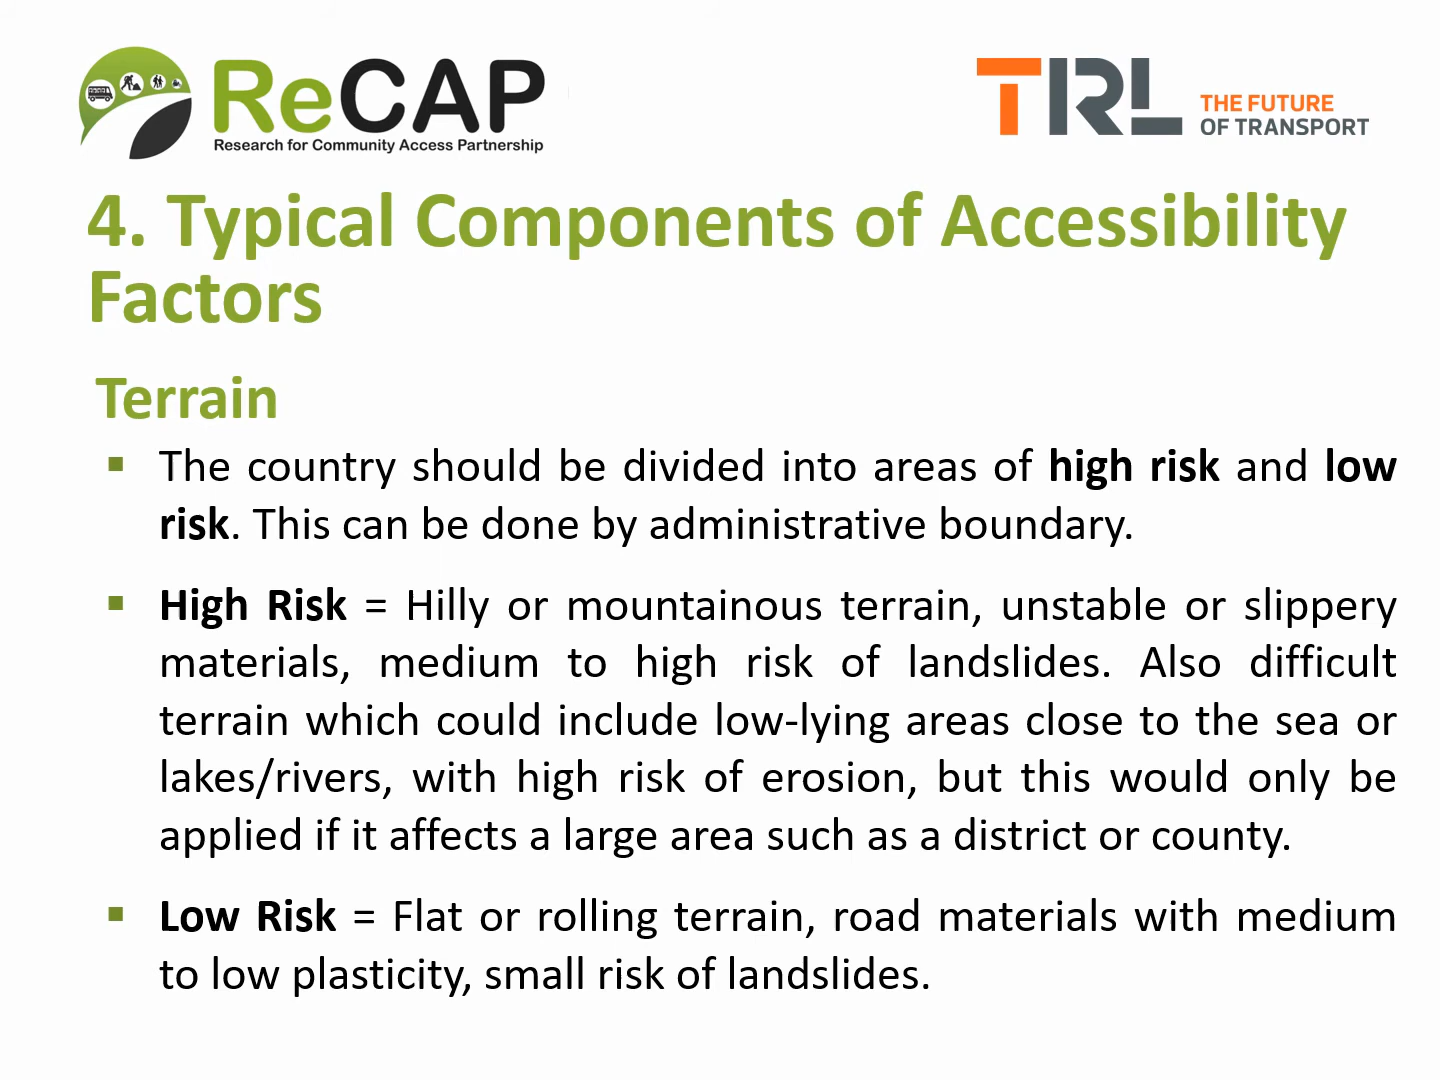 ReCAP
Research for Community Access Partnership
TRL
THE FUTURE
OF TRANSPORT
4. Typical Components of Accessibility
Factors
Terrain
▪ The country should be divided into areas of high risk and low
risk. This can be done by administrative boundary.
▪ High Risk = Hilly or mountainous terrain, unstable or slippery
materials, medium to high risk of landslides. Also difficult
terrain which could include low-lying areas close to the sea or
lakes/rivers, with high risk of erosion, but this would only be
applied if it affects a large area such as a district or county.
▪ Low Risk = Flat or rolling terrain, road materials with medium
to low plasticity, small risk of landslides.